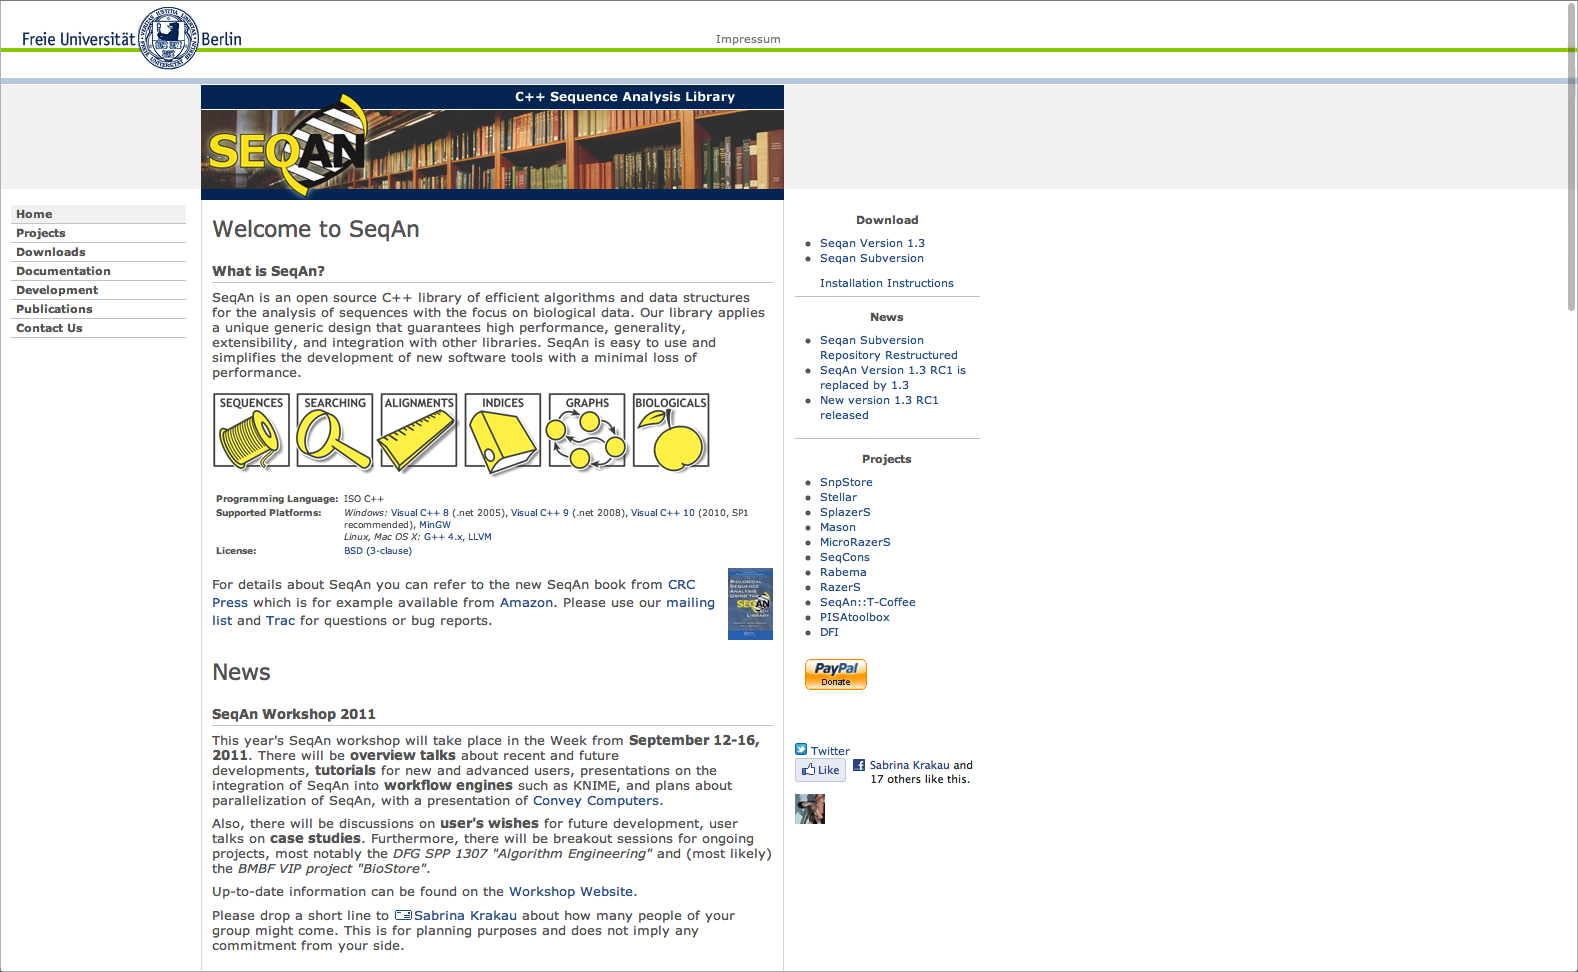 Freie Universität Berlin
Impressum
C++ Sequence Analysis Library
SEQAN
Home
Projects
Downloads
Documentation
Development
Publications
Contact Us
Welcome to SeqAn
What is SeqAn?
SeqAn is an open source C++ library of efficient algorithms and data structures
for the analysis of sequences with the focus on biological data. Our library applies
a unique generic design that guarantees high performance, generality,
extensibility, and integration with other libraries. SeqAn is easy to use and
simplifies the development of new software tools with a minimal loss of
performance.
SEQUENCES SEARCHING ALIGNMENTS INDICES GRAPHS BIOLOGICALS
Programming Language: ISO C++
Supported Platforms: Windows: Visual C++ 8 (.net 2005), Visual C++ 9 (.net 2008), Visual C++ 10 (2010, SP1
recommended), MinGW
Linux, Mac OS X: G++ 4.x, LLVM
License: BSD (3-clause)
For details about SeqAn you can refer to the new SeqAn book from CRC
Press which is for example available from Amazon. Please use our mailing
list and Trac for questions or bug reports.
BIOLOGICAL
SEQUENCE
ANALYSIS
USING THE
SEQAN
C++
LIBRARY
News
SeqAn Workshop 2011
This year's SeqAn workshop will take place in the Week from September 12-16,
2011. There will be overview talks about recent and future
developments, tutorials for new and advanced users, presentations on the
integration of SeqAn into workflow engines such as KNIME, and plans about
parallelization of SeqAn, with a presentation of Convey Computers.
Also, there will be discussions on user's wishes for future development, user
talks on case studies. Furthermore, there will be breakout sessions for ongoing
projects, most notably the DFG SPP 1307 "Algorithm Engineering" and (most likely)
the BMBF VIP project "BioStore".
Up-to-date information can be found on the Workshop Website.
Please drop a short line to Sabrina Krakau about how many people of your
group might come. This is for planning purposes and does not imply any
commitment from your side.
Download
Seqan Version 1.3
Seqan Subversion
Installation Instructions
News
Seqan Subversion
Repository Restructured
SeqAn Version 1.3 RC1 is
replaced by 1.3
New version 1.3 RC1
released
Projects
SnpStore
Stellar
SplazerS
Mason
MicroRazerS
SeqCons
Rabema
RazerS
SeqAn::T-Coffee
PISAtoolbox
DFI
PayPal
Donate
Twitter
Like
Sabrina Krakau and
17 others like this.